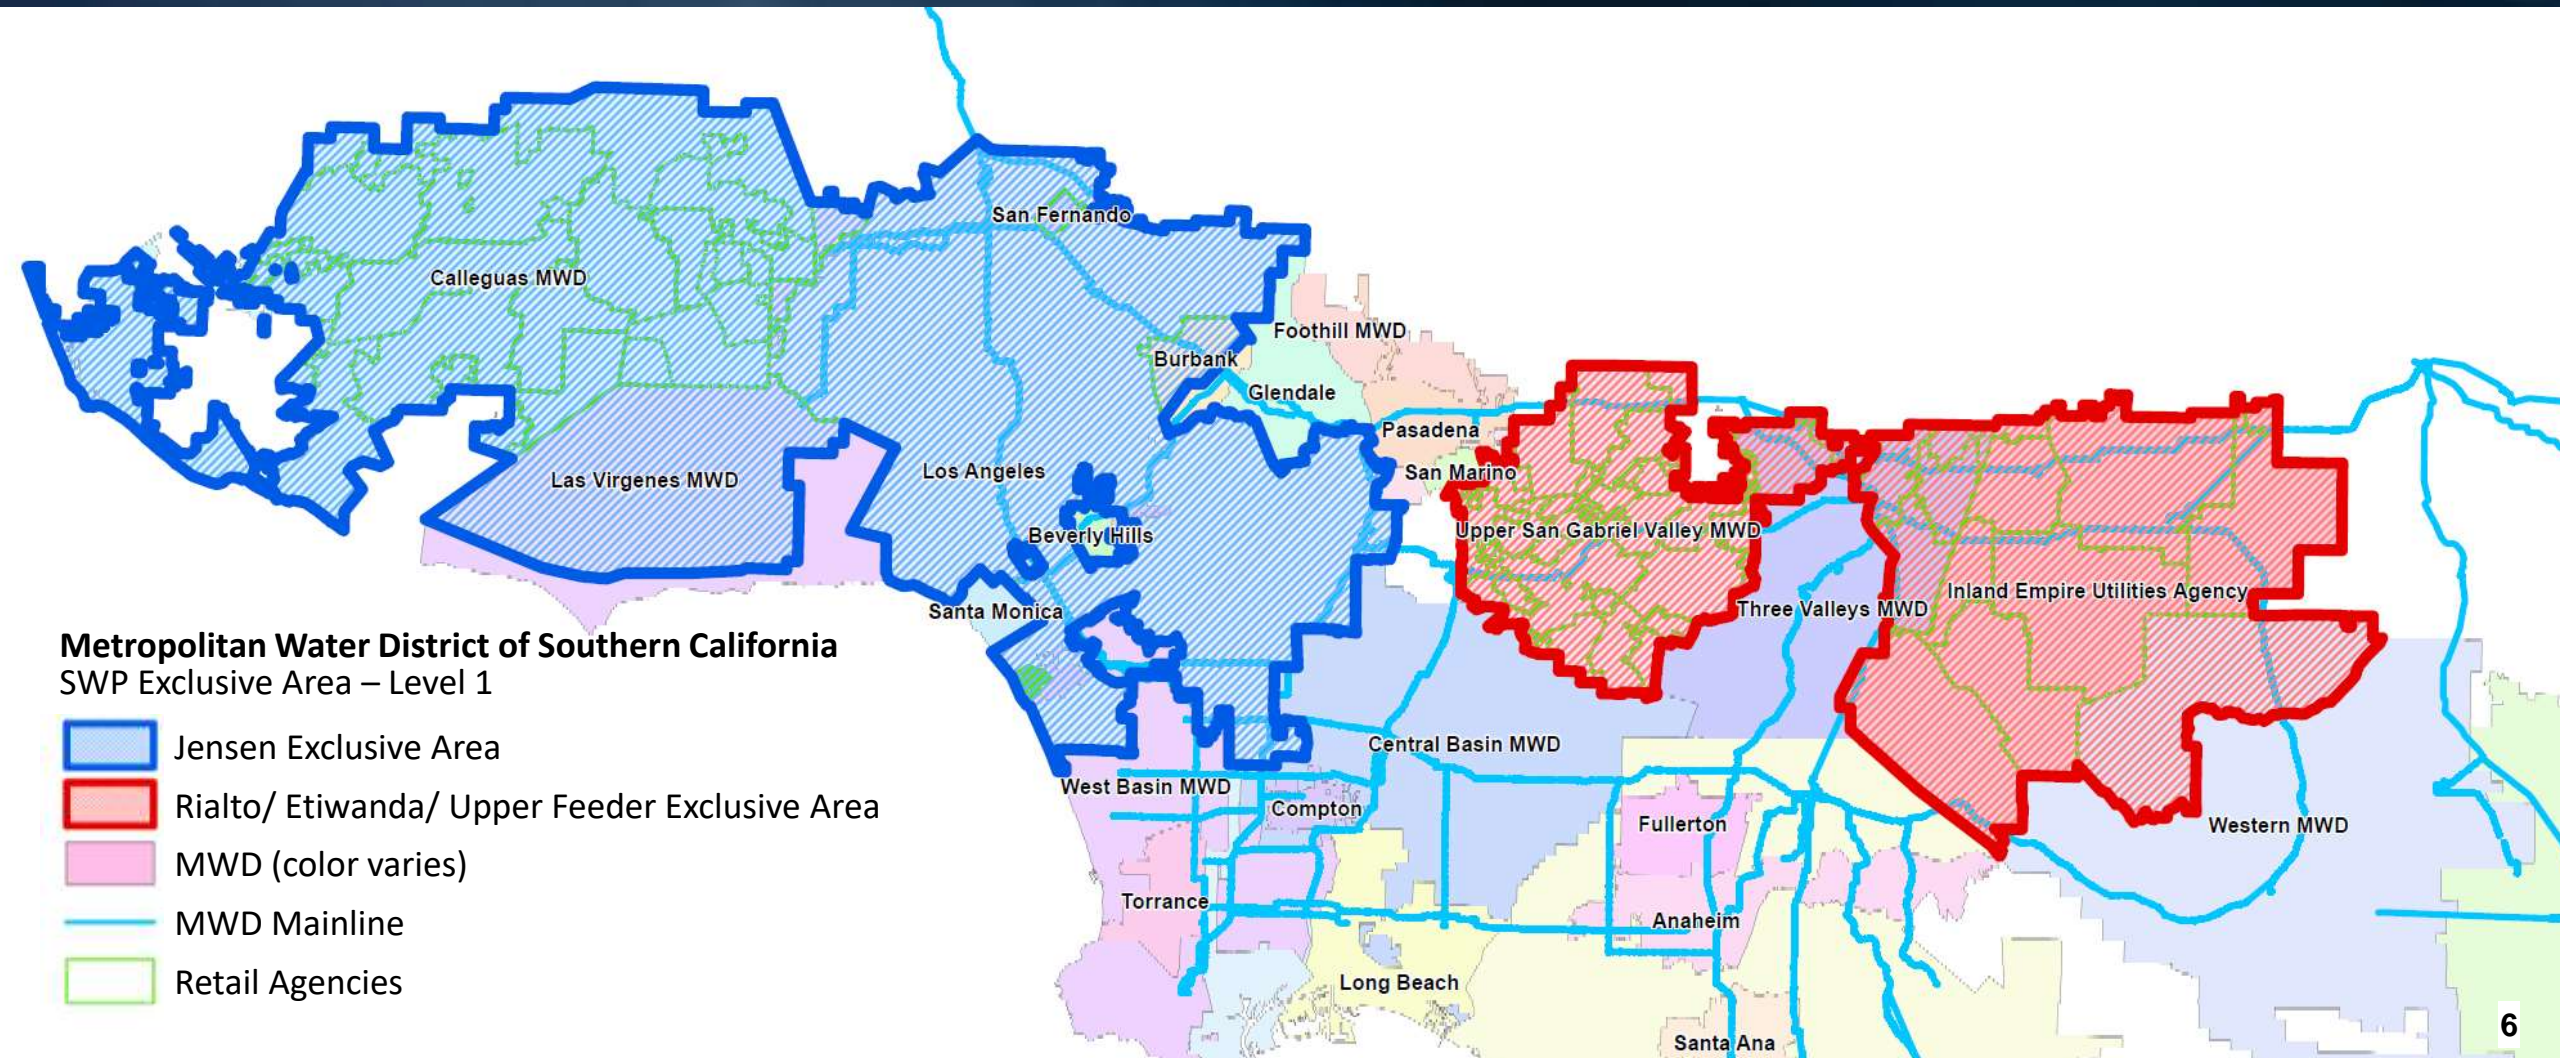 San Fernando
Calleguas MWD
Foothill MWD
Burbank
Glendale
Pasadena
Las Virgenes MWD
Los Angeles
San Marino
Beverly Hills
Upper San Gabriel Valley MWD
Inland Empire Utilities Agency
Santa Monica
Three Valleys MWD
Central Basin MWD
West Basin MWD
Compton
Fullerton
Western MWD
Torrance
Anaheim
Long Beach
Santa Ana
Metropolitan Water District of Southern California
SWP Exclusive Area – Level 1
Jensen Exclusive Area
Rialto/ Etiwanda/ Upper Feeder Exclusive Area
MWD (color varies)
MWD Mainline
Retail Agencies
6